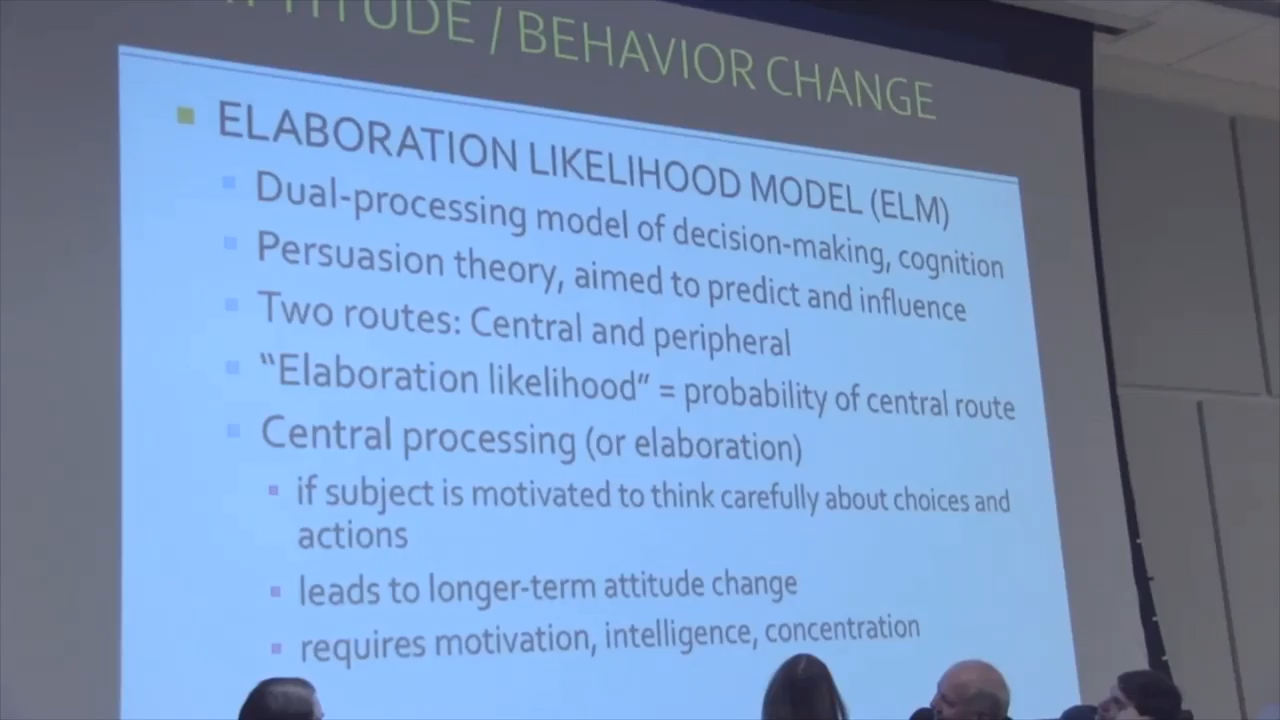 ATTITUDE / BEHAVIOR CHANGE
ELABORATION LIKELIHOOD MODEL (ELM)
Dual-processing model of decision-making, cognition
Persuasion theory, aimed to predict and influence
Two routes: Central and peripheral
“Elaboration likelihood” = probability of central route
Central processing (or elaboration)
if subject is motivated to think carefully about choices and
actions
leads to longer-term attitude change
requires motivation, intelligence, concentration